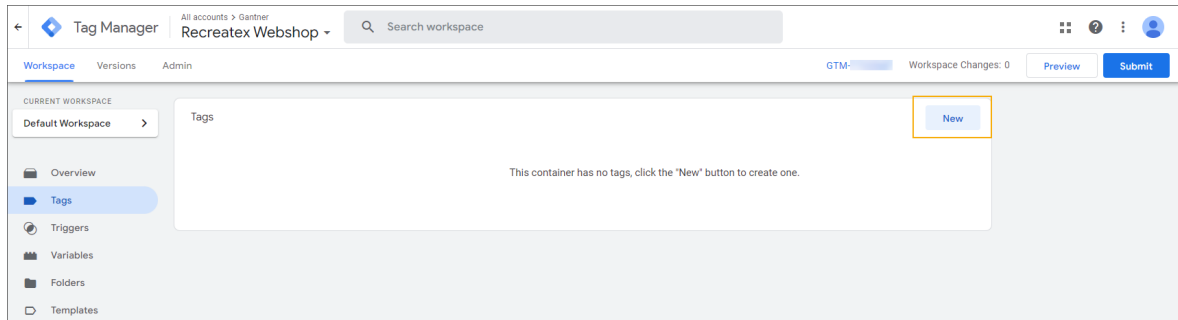 All accounts > Gantner
Tag Manager Recreatex Webshop Search workspace
Workspace Versions Admin GTM- Workspace Changes: 0 Preview Submit
CURRENT WORKSPACE
Default Workspace
Tags New
This container has no tags, click the "New" button to create one.
Overview
Tags
Triggers
Variables
Folders
Templates